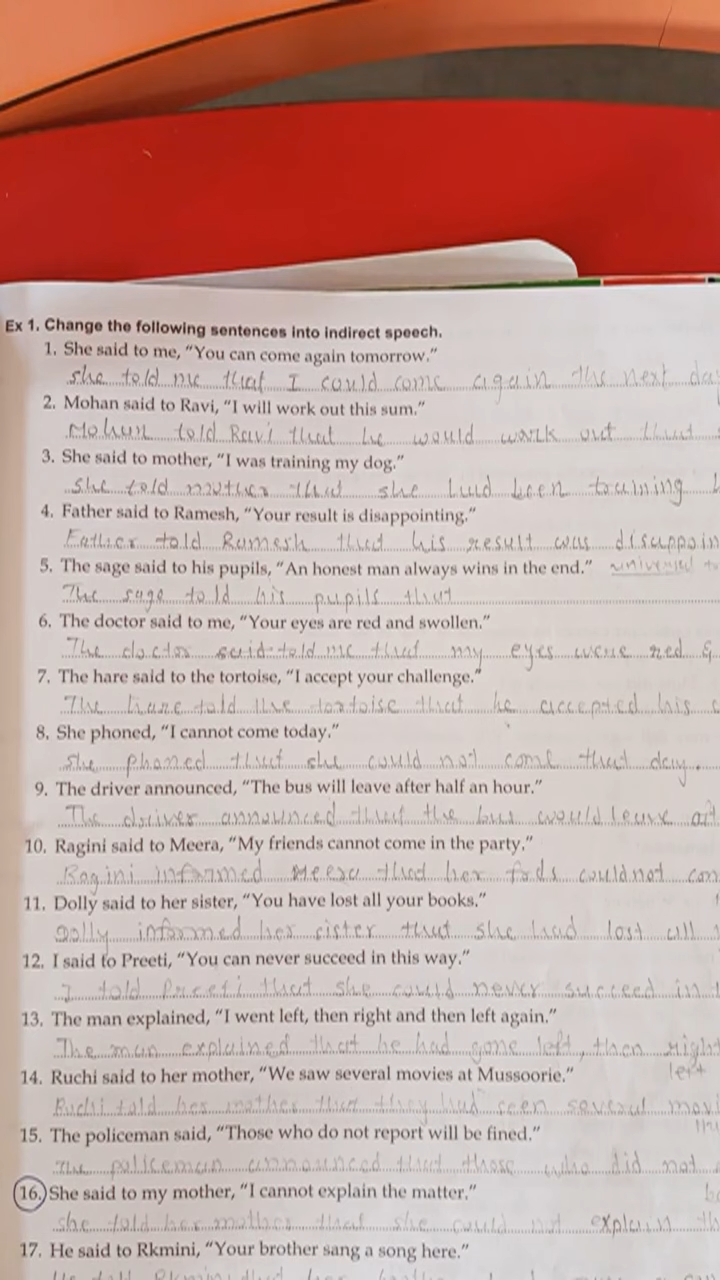 Ex 1. Change the following sentences into indirect speech.
1. She said to me, "You can come again tomorrow."
She told me that I could come again the next
2. Mohan said to Ravi, "I will work out this sum."
Mohan told Ravi that he would work out that
3. She said to mother, "I was training my dog."
She told mother that she had been training
4. Father said to Ramesh, "Your result is disappointing."
Father told Ramesh that his result was disappoin
5. The sage said to his pupils, "An honest man always wins in the end."
The sage told his pupils that
6. The doctor said to me, "Your eyes are red and swollen."
The doctor said told me that my eyes were red &
7. The hare said to the tortoise, "I accept your challenge."
The hare told the tortoise that he accepted his
8. She phoned, "I cannot come today."
She phoned that she could not come that day.
9. The driver announced, "The bus will leave after half an hour."
The driver announced that the bus would leave
10. Ragini said to Meera, "My friends cannot come in the party."
Ragini informed Meera that her frds could not
11. Dolly said to her sister, "You have lost all your books."
Dolly informed her sister that she had lost all
12. I said to Preeti, "You can never succeed in this way."
I told Preeti that she could never succeed in
13. The man explained, "I went left, then right and then left again."
The man explained that he had gone left, then right
left
14. Ruchi said to her mother, "We saw several movies at Mussoorie."
Ruchi told her mother that they had seen several movi
15. The policeman said, "Those who do not report will be fined."
The policeman announced that those who did not
16. She said to my mother, "I cannot explain the matter."
she told her mother that she could not explain
17. He said to Rkmini, "Your brother sang a song here."